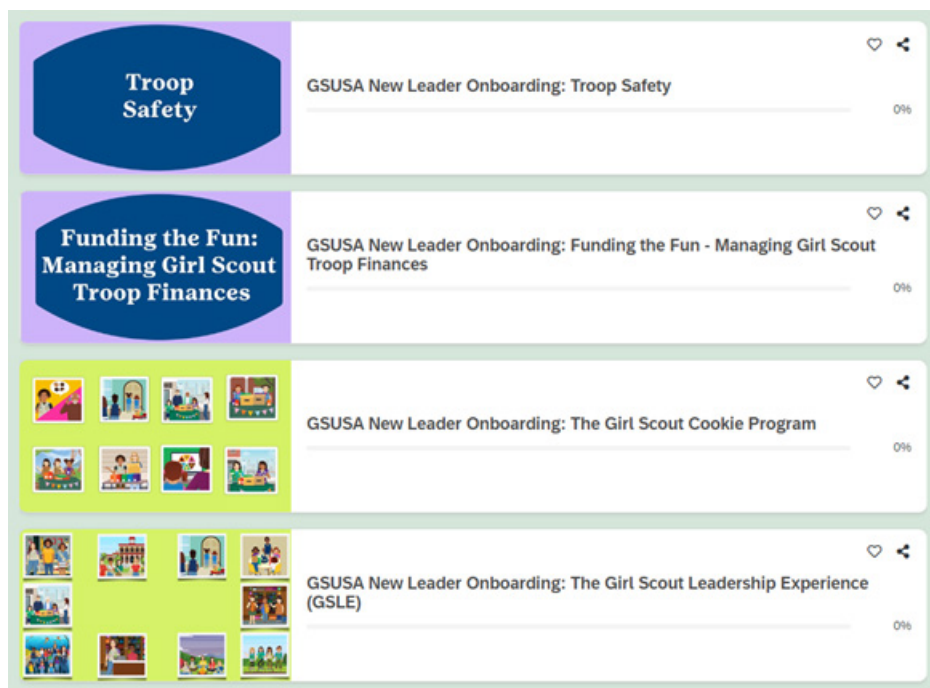 Troop
Safety
GSUSA New Leader Onboarding: Troop Safety
0%
Funding the Fun:
Managing Girl Scout
Troop Finances
GSUSA New Leader Onboarding: Funding the Fun - Managing Girl Scout
Troop Finances
0%
GSUSA New Leader Onboarding: The Girl Scout Cookie Program
0%
GSUSA New Leader Onboarding: The Girl Scout Leadership Experience
(GSLE)
0%